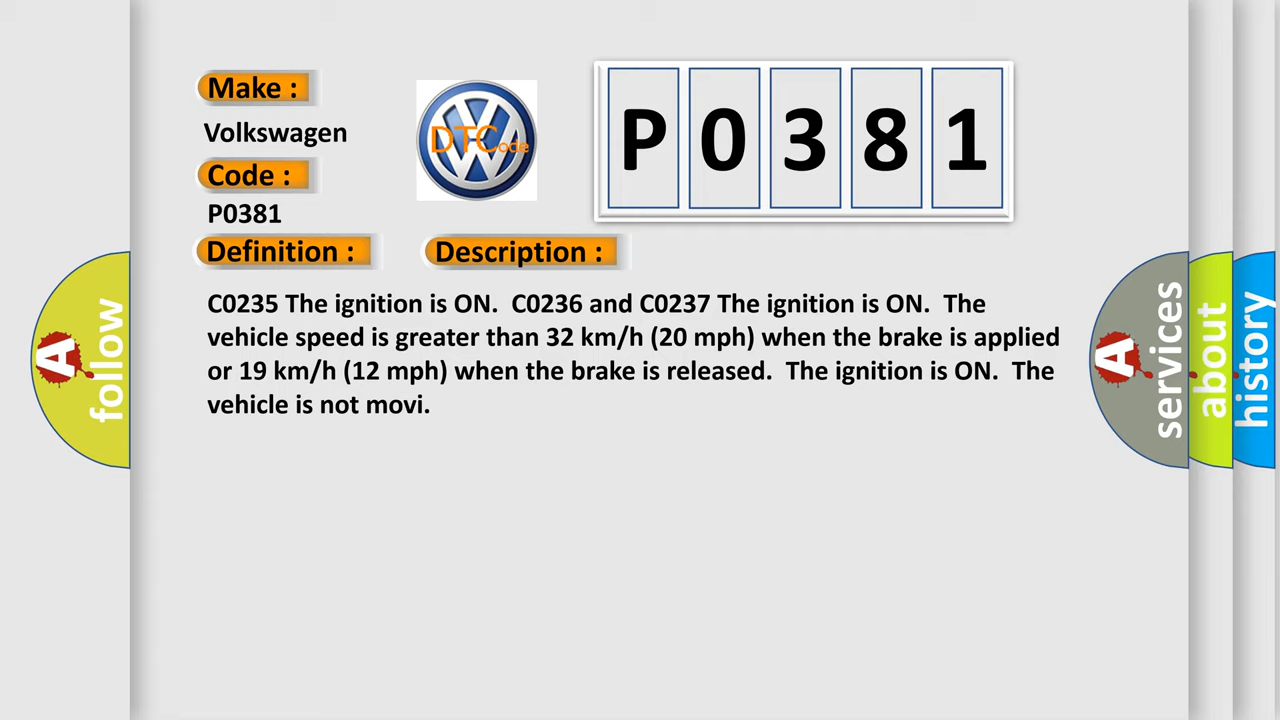 Make :
Volkswagen
Code :
P0381
Definition :
Description :
DTCode
P0381
C0235 The ignition is ON. C0236 and C0237 The ignition is ON. The
vehicle speed is greater than 32 km/h (20 mph) when the brake is applied
or 19 km/h (12 mph) when the brake is released. The ignition is ON. The
vehicle is not movi.
A follow
A services
about
history